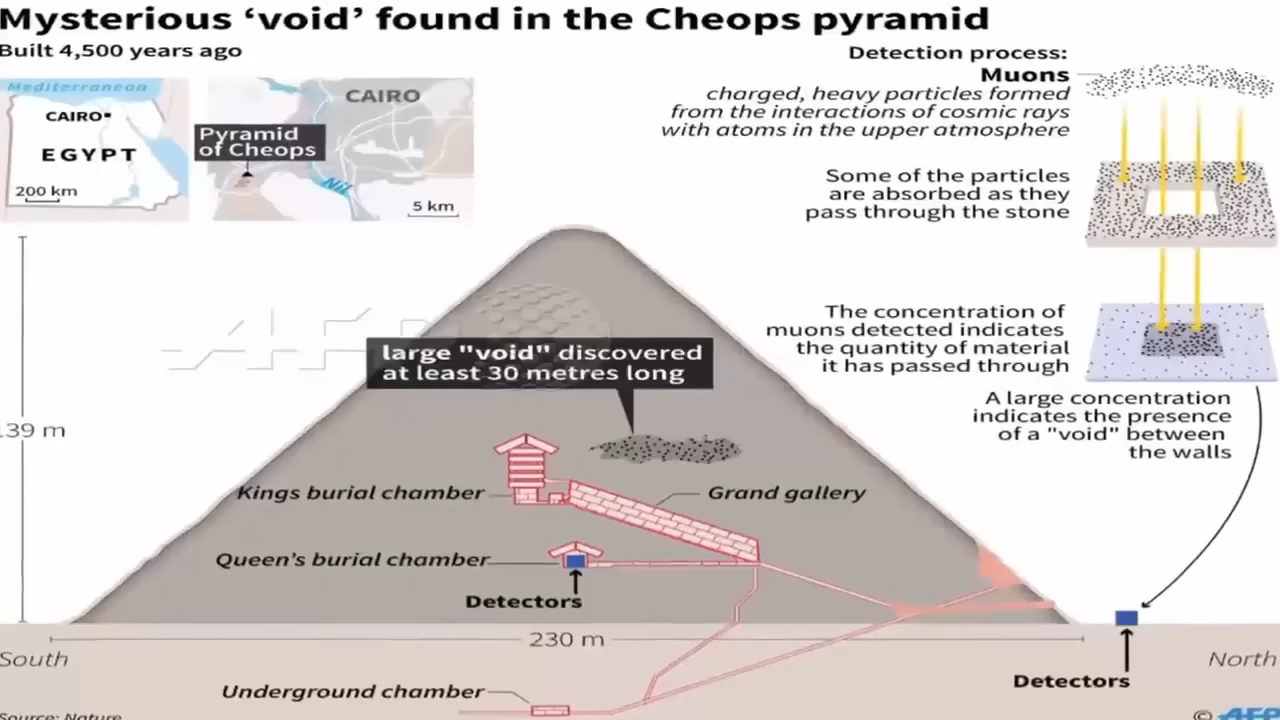 Mysterious ‘void’ found in the Cheops pyramid
Built 4,500 years ago
Mediterranean
CAIRO
EGYPT
200 km
CAIRO
Pyramid
of Cheops
Nil
5 km
Detection process:
Muons
charged, heavy particles formed
from the interactions of cosmic rays
with atoms in the upper atmosphere
Some of the particles
are absorbed as they
pass through the stone
The concentration of
muons detected indicates
the quantity of material
it has passed through
A large concentration
indicates the presence
of a "void" between
the walls
AFP
large "void" discovered
at least 30 metres long
139 m
Kings burial chamber
Grand gallery
Queen’s burial chamber
Detectors
230 m
South
North
Detectors
Underground chamber
Source: Nature
© AFP